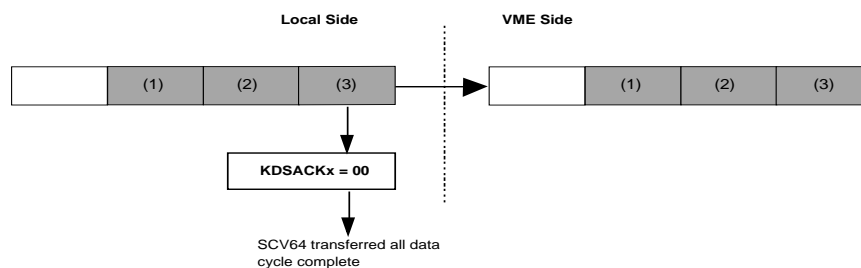 Local Side VME Side
(1) (2) (3) (1) (2) (3)
KDSACKx = 00
SCV64 transferred all data
cycle complete